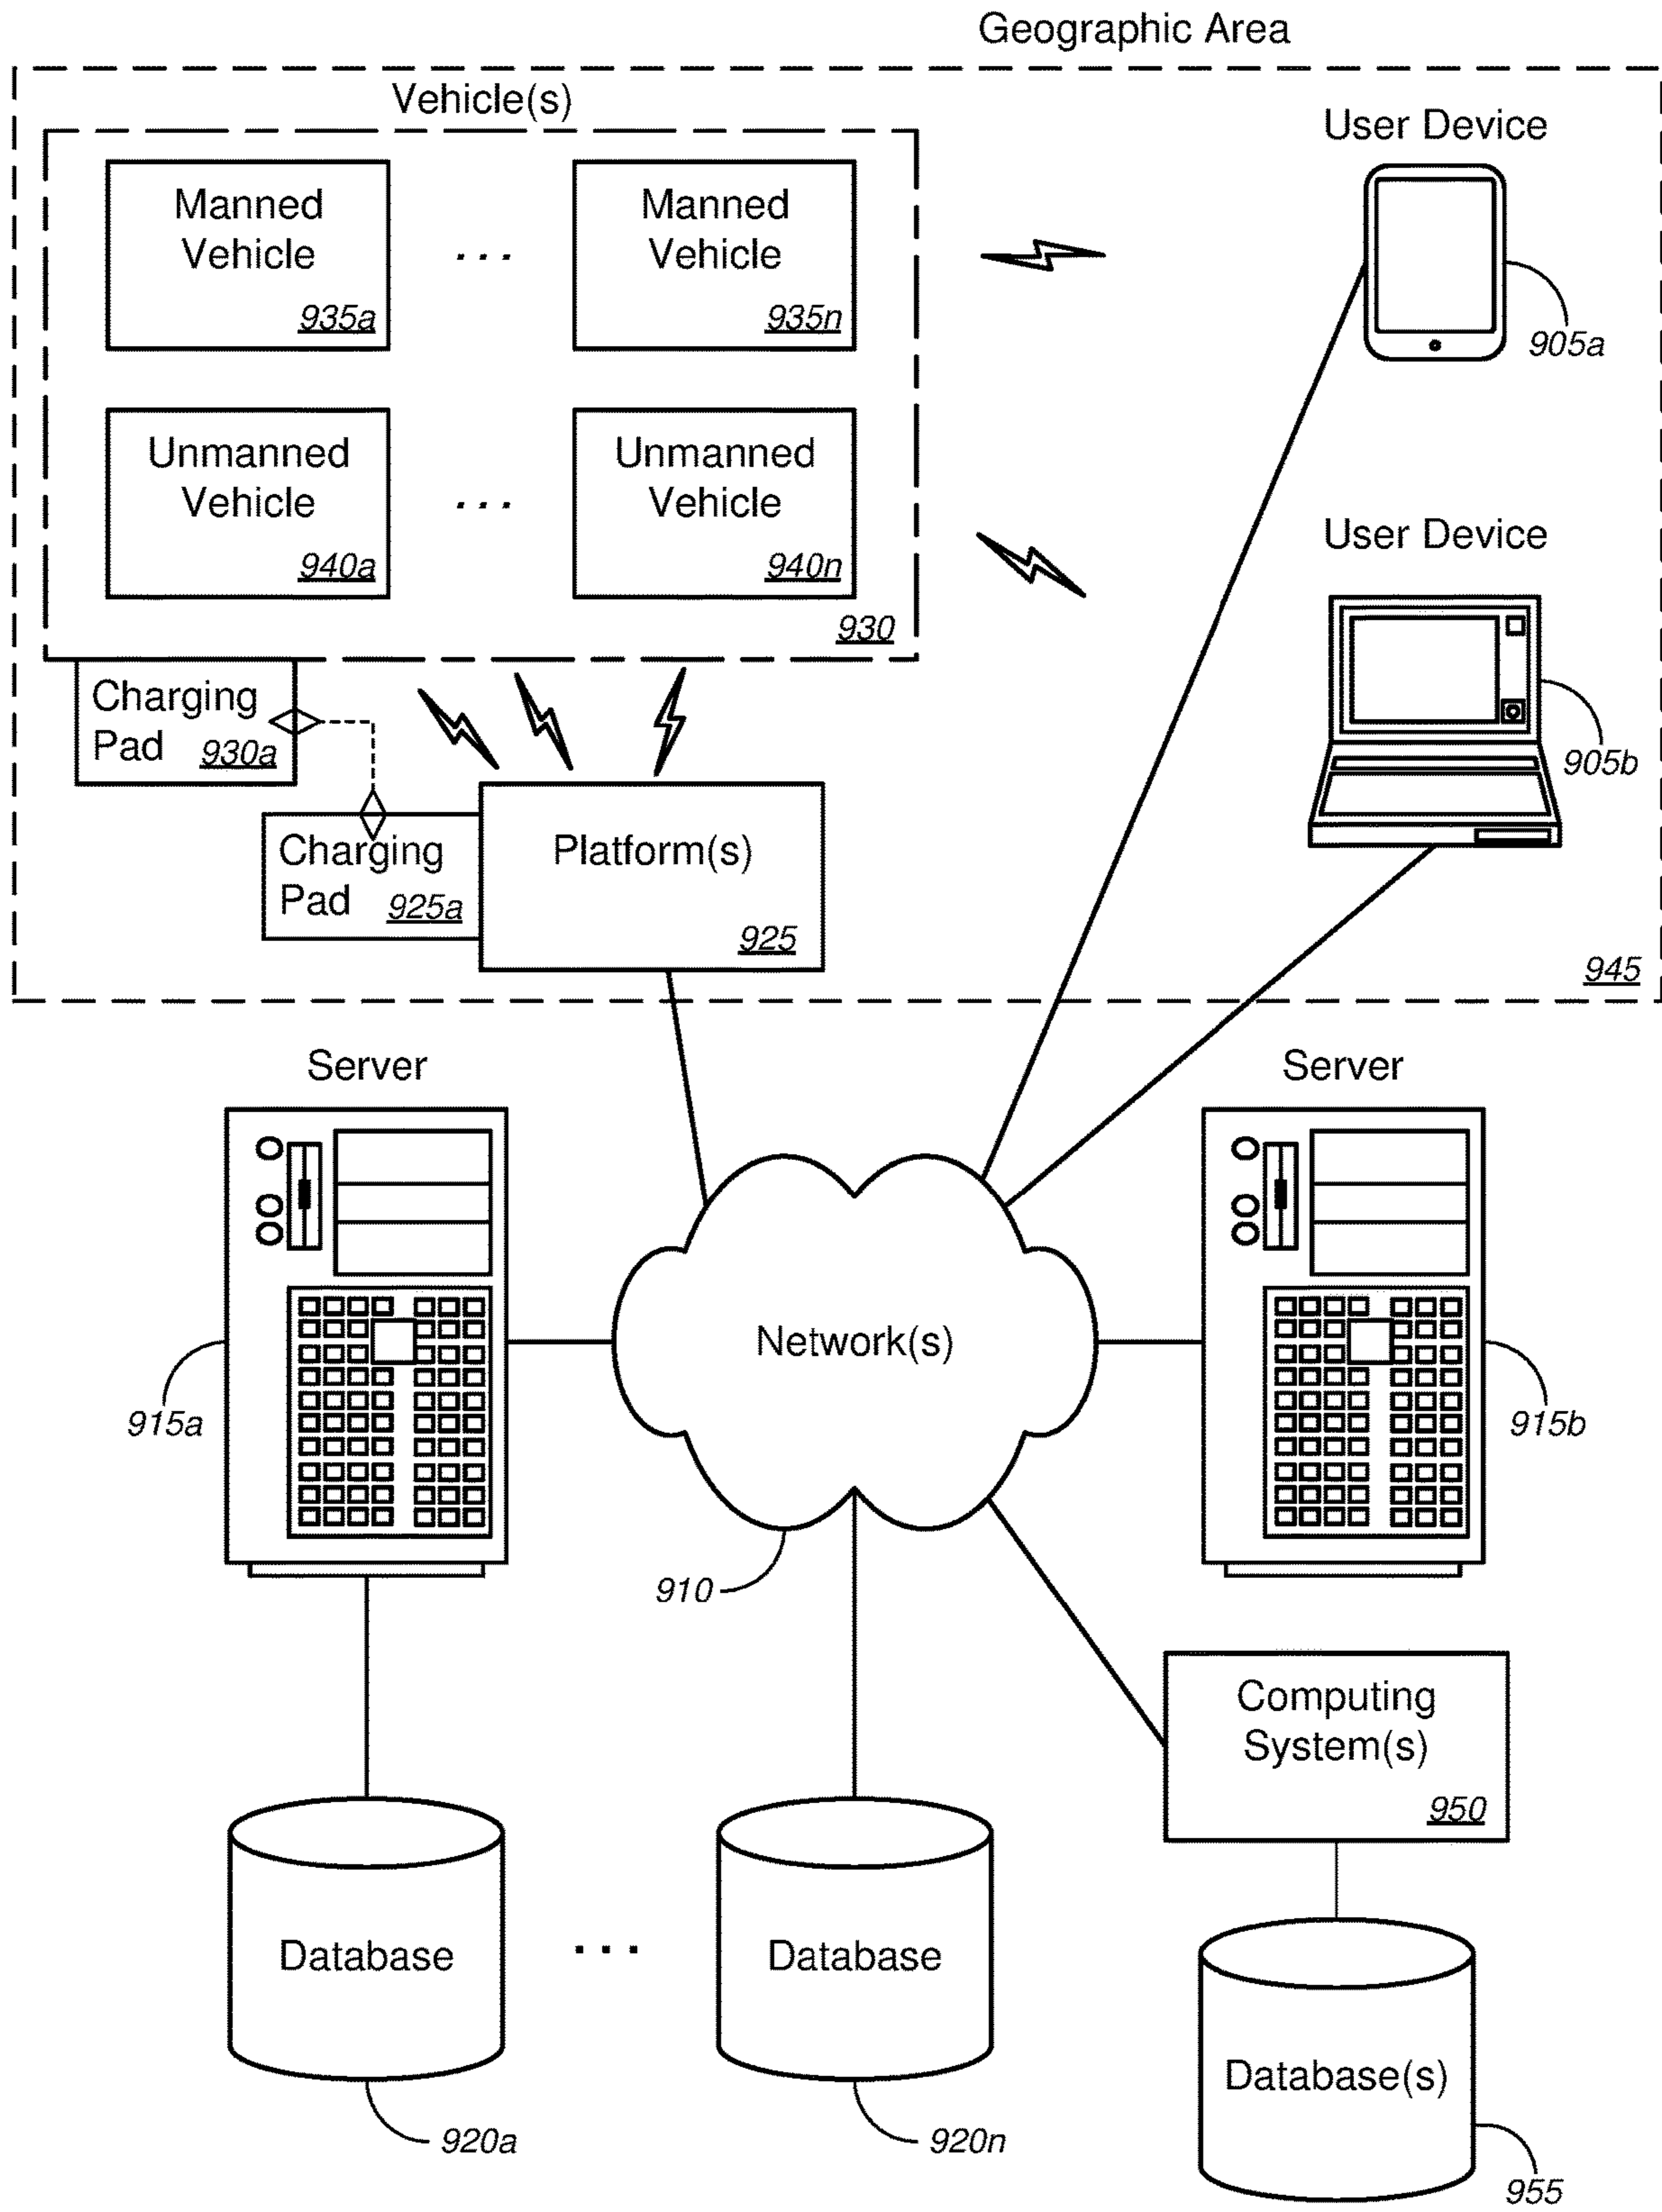 Geographic Area
Vehicle(s)
User Device
Manned
Vehicle
935a
...
Manned
Vehicle
935n
905a
Unmanned
Vehicle
940a
...
Unmanned
Vehicle
940n
930
User Device
905b
Charging
Pad 930a
Charging
Pad 925a
Platform(s)
925
945
Server
Server
915a
Network(s)
915b
910
Computing
System(s)
950
Database
...
Database
Database(s)
920a
920n
955